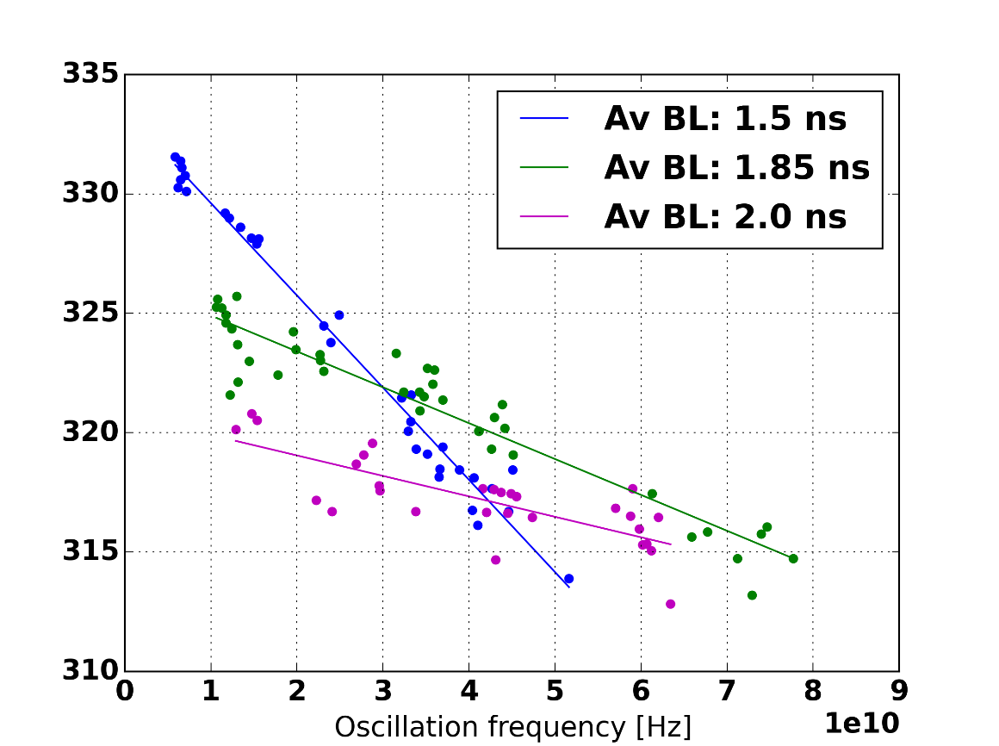 335
330
325
320
315
310
Av BL: 1.5 ns
Av BL: 1.85 ns
Av BL: 2.0 ns
0 1 2 3 4 5 6 7 8 9
Oscillation frequency [Hz]
1e10